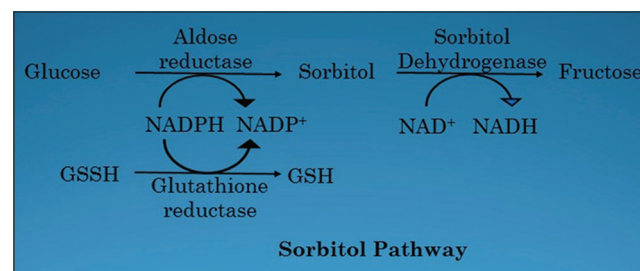 Aldose
reductase
Sorbitol
Dehydrogenase
Glucose Sorbitol Fructose
NADPH NADP+
NAD+ NADH
GSSH GSH
Glutathione
reductase
Sorbitol Pathway